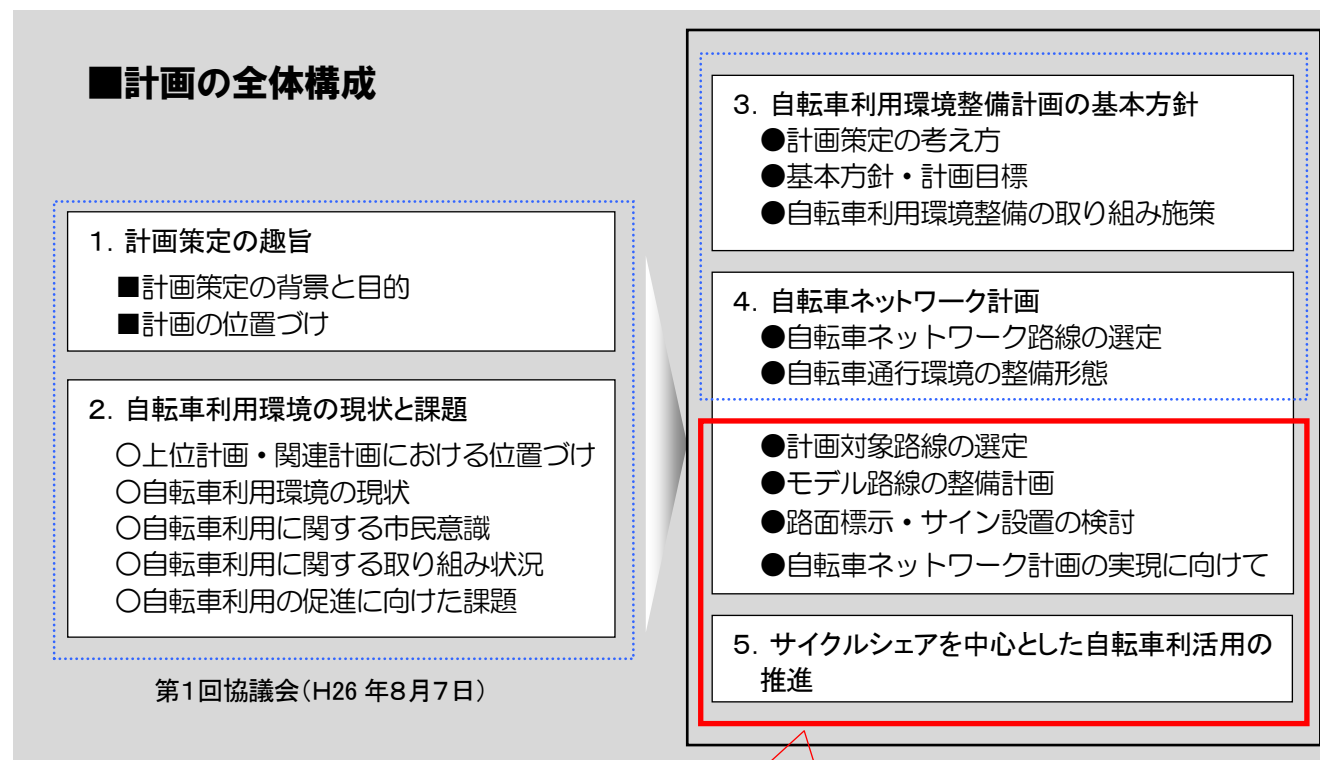 ■計画の全体構成
1．計画策定の趣旨
■計画策定の背景と目的
■計画の位置づけ
2．自転車利用環境の現状と課題
〇上位計画・関連計画における位置づけ
〇自転車利用環境の現状
〇自転車利用に関する市民意識
〇自転車利用に関する取り組み状況
〇自転車利用の促進に向けた課題
第１回協議会（H26 年８月７日）
3．自転車利用環境整備計画の基本方針
●計画策定の考え方
●基本方針・計画目標
●自転車利用環境整備の取り組み施策
4．自転車ネットワーク計画
●自転車ネットワーク路線の選定
●自転車通行環境の整備形態
●計画対象路線の選定
●モデル路線の整備計画
●路面標示・サイン設置の検討
●自転車ネットワーク計画の実現に向けて
5．サイクルシェアを中心とした自転車利活用の
推進